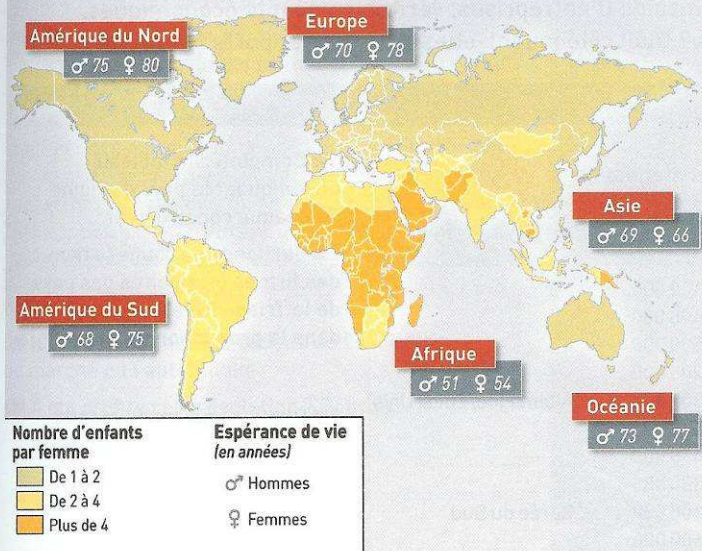 Amérique du Nord
♂ 75 ♀ 80
Europe
♂ 70 ♀ 78
Asie
♂ 69 ♀ 66
Amérique du Sud
♂ 68 ♀ 75
Afrique
♂ 51 ♀ 54
Océanie
♂ 73 ♀ 77
Nombre d'enfants
par femme
De 1 à 2
De 2 à 4
Plus de 4
Espérance de vie
(en années)
♂ Hommes
♀ Femmes